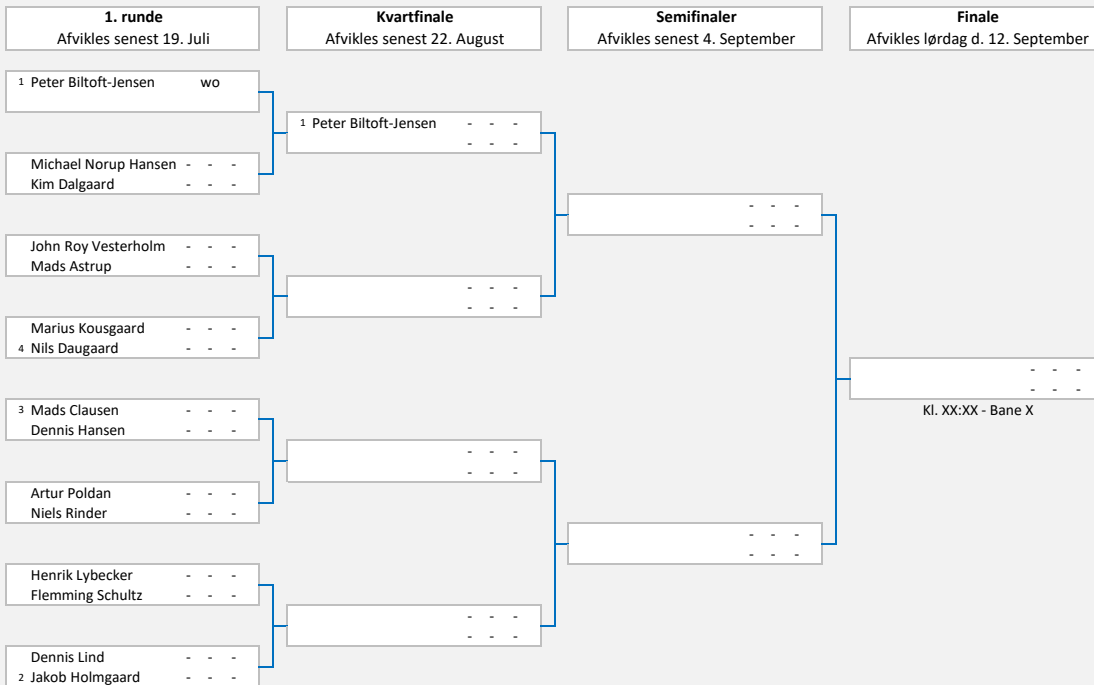 1. runde
Afvikles senest 19. Juli
Kvartfinale
Afvikles senest 22. August
Semifinaler
Afvikles senest 4. September
Finale
Afvikles lørdag d. 12. September
1 Peter Biltoft-Jensen wo
Michael Norup Hansen - - -
Kim Dalgaard - - -
John Roy Vesterholm - - -
Mads Astrup - - -
Marius Kousgaard - - -
4 Nils Daugaard - - -
3 Mads Clausen - - -
Dennis Hansen - - -
Artur Poldan - - -
Niels Rinder - - -
Henrik Lybecker - - -
Flemming Schultz - - -
Dennis Lind - - -
2 Jakob Holmgaard - - -
1 Peter Biltoft-Jensen - - -
- - -
- - -
- - -
- - -
- - -
- - -
- - -
- - -
- - -
- - -
- - -
- - -
- - -
Kl. XX:XX - Bane X